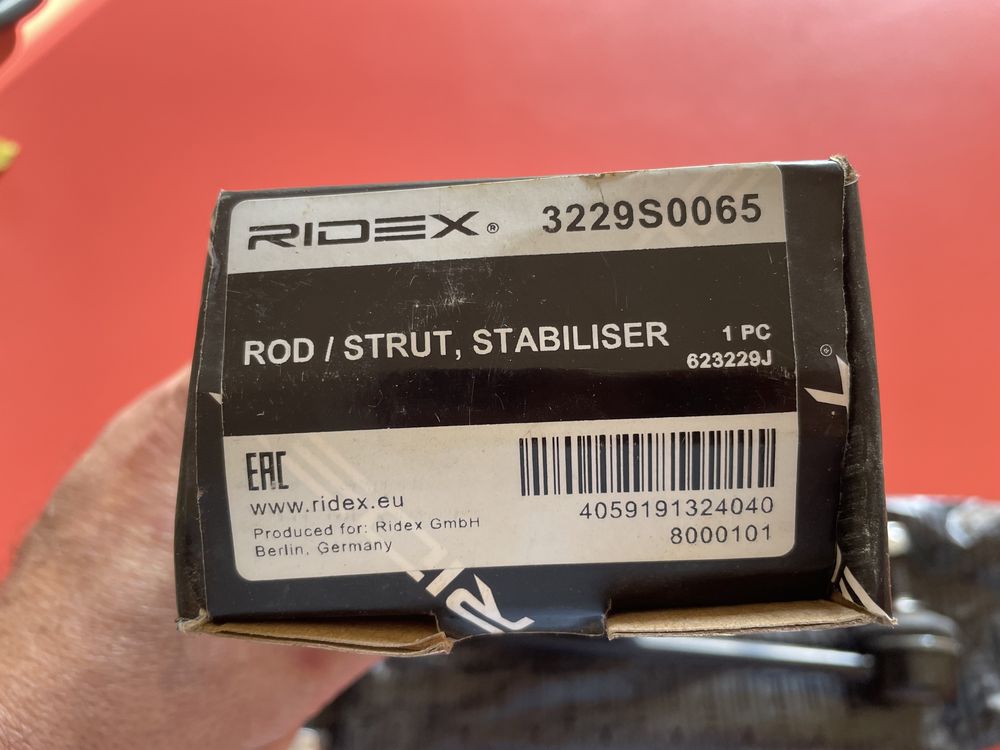 RIDEX® 3229S0065
ROD / STRUT, STABILISER 1 PC
623229J
EAC
www.ridex.eu
Produced for: Ridex GmbH
Berlin, Germany
4059191324040
8000101